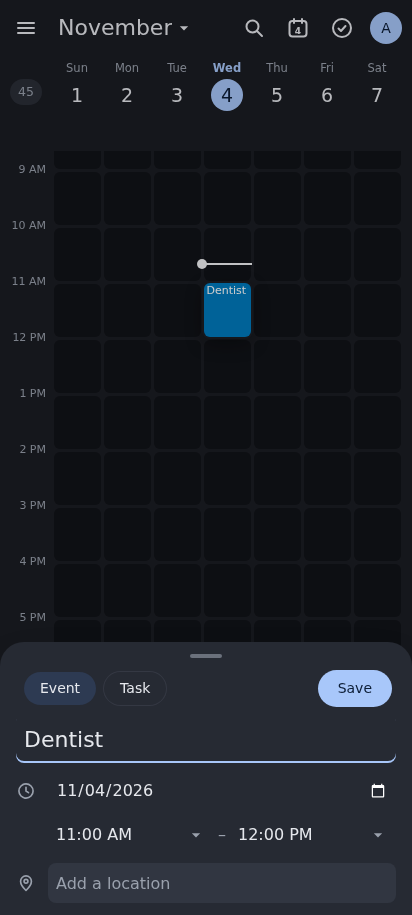 November
4
A
45
Sun Mon Tue Wed Thu Fri Sat
1 2 3 4 5 6 7
9 AM
10 AM
11 AM
Dentist
12 PM
1 PM
2 PM
3 PM
4 PM
5 PM
Event Task Save
Dentist
11/04/2026
11:00 AM – 12:00 PM
Add a location